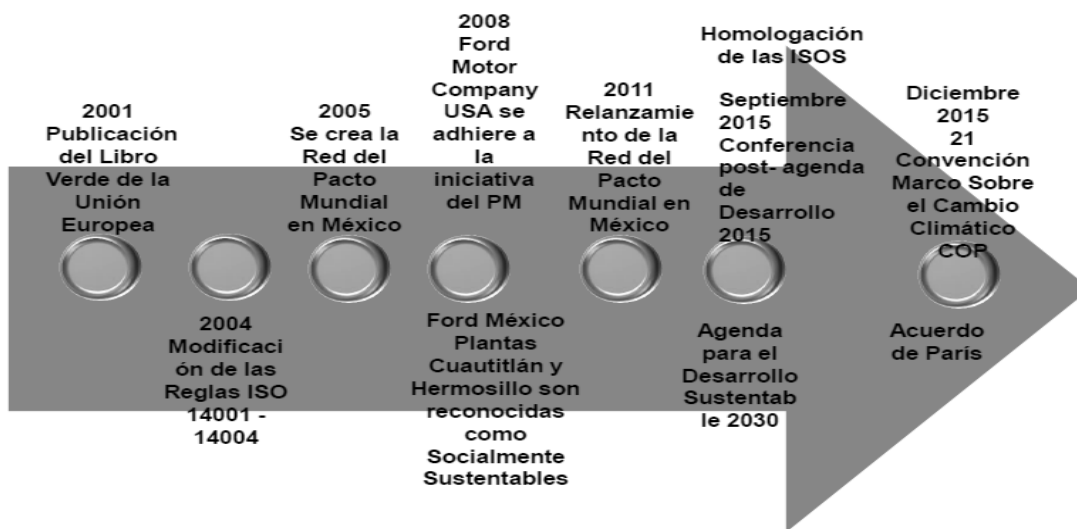 2001
Publicación
del Libro
Verde de la
Unión
Europea
2004
Modificaci
ón de las
Reglas ISO
14001 -
14004
2005
Se crea la
Red del
Pacto
Mundial
en México
2008
Ford
Motor
Company
USA se
adhiere a
la
iniciativa
del PM
Ford México
Plantas
Cuautitlán y
Hermosillo son
reconocidas
como
Socialmente
Sustentables
2011
Relanzamie
nto de la
Red del
Pacto
Mundial en
México
Homologación
de las ISOS
Septiembre
2015
Conferencia
post- agenda
de
Desarrollo
2015
Agenda
para el
Desarrollo
Sustentab
le 2030
Diciembre
2015
21
Convención
Marco Sobre
el Cambio
Climático
COP
Acuerdo
de París